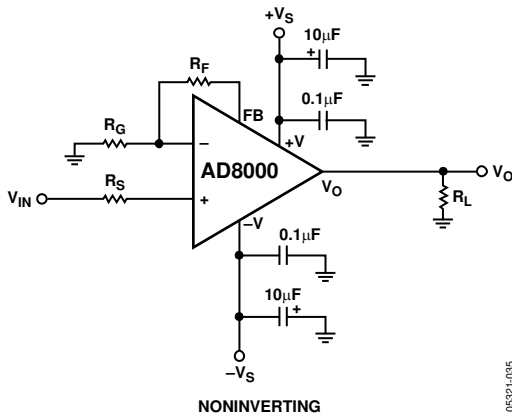 +VS
10μF
+
RF
FB
0.1μF
RG
−
+V
AD8000
VIN
RS
+
VO
VO
RL
−V
0.1μF
10μF
+
−VS
NONINVERTING
05321-035